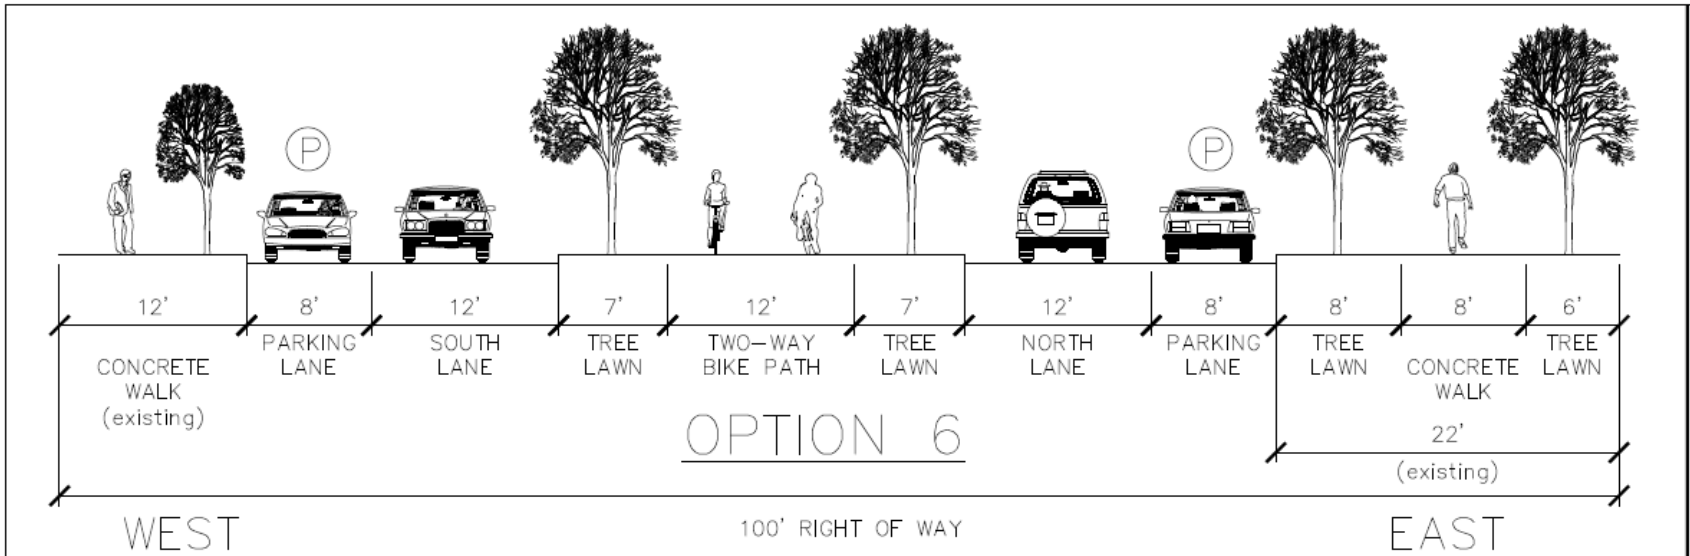 P
P
12' 8' 12' 7' 12' 7' 12' 8' 8' 8' 6'
PARKING LANE
SOUTH LANE
TREE LAWN
TWO-WAY BIKE PATH
TREE LAWN
NORTH LANE
PARKING LANE
TREE LAWN
CONCRETE WALK
TREE LAWN
CONCRETE WALK
(existing)
OPTION 6
22'
(existing)
100' RIGHT OF WAY
WEST
EAST